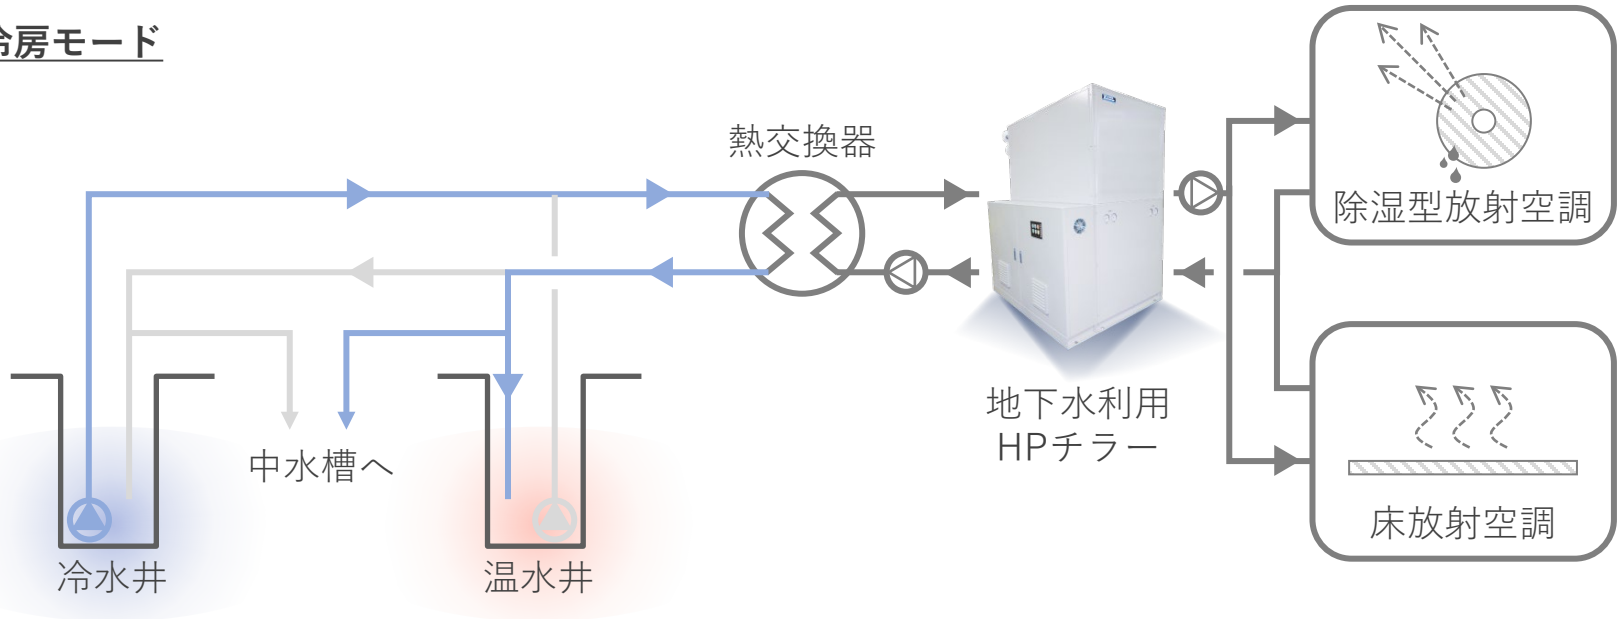 冷房モード
熱交換器
除湿型放射空調
地下水利用
HPチラー
中水槽へ
床放射空調
冷水井
温水井